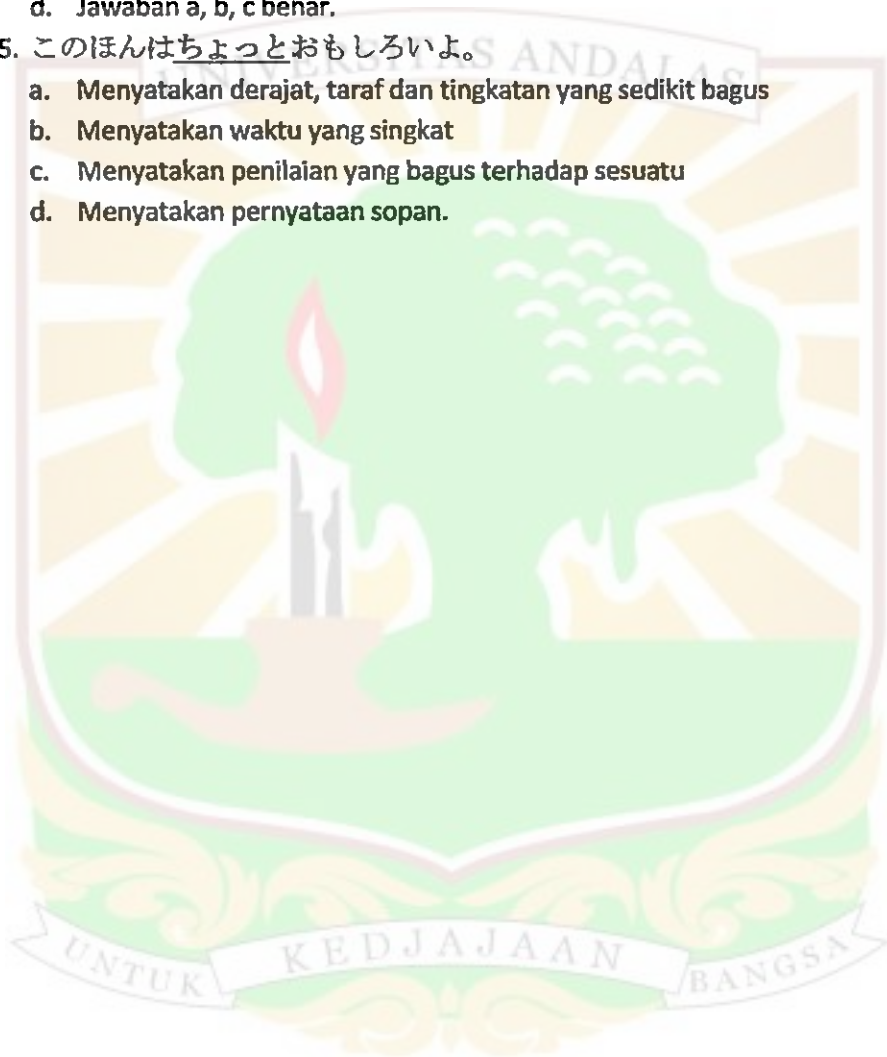 d. Jawaban a, b, c benar.
5. このほんはちょっとおもしろいよ。
UNIVERSITAS ANDALAS
a. Menyatakan derajat, taraf dan tingkatan yang sedikit bagus
b. Menyatakan waktu yang singkat
c. Menyatakan penilaian yang bagus terhadap sesuatu
d. Menyatakan pernyataan sopan.
UNTUK KEDJAJAAN BANGSA